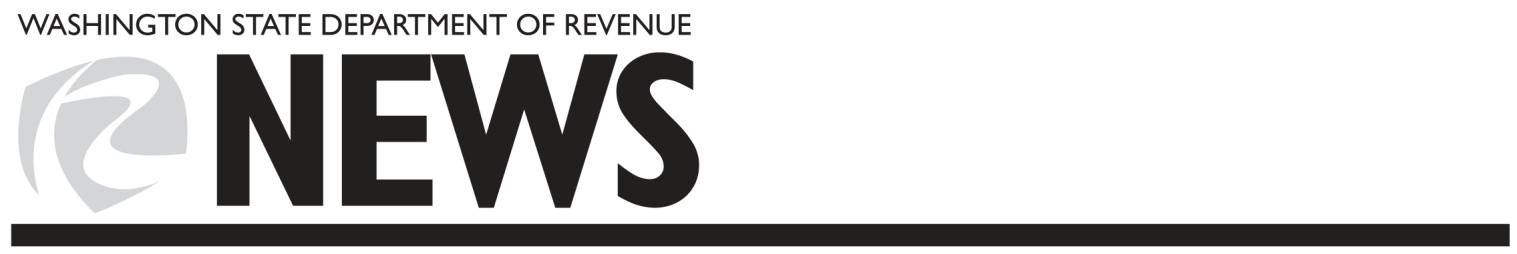 WASHINGTON STATE DEPARTMENT OF REVENUE
NEWS